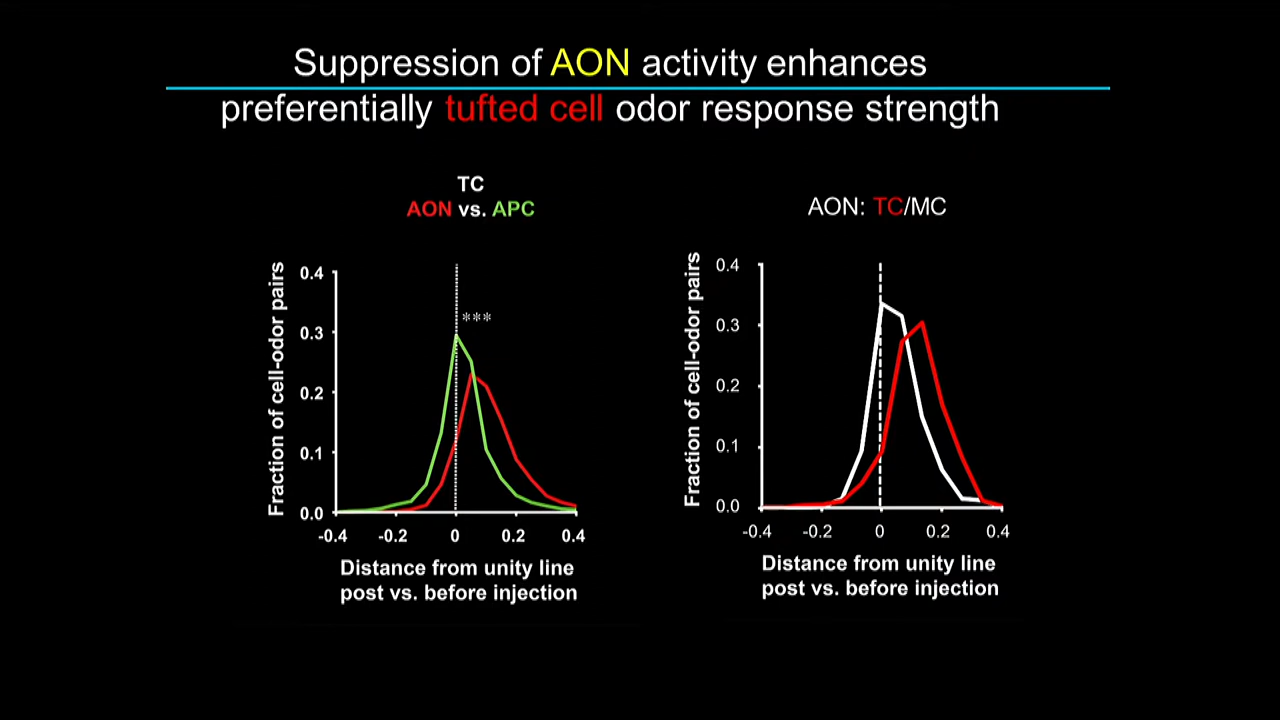 Suppression of AON activity enhances
preferentially tufted cell odor response strength
TC
AON vs. APC
Fraction of cell-odor pairs
0.4
0.3
0.2
0.1
0.0
***
-0.4 -0.2 0 0.2 0.4
Distance from unity line
post vs. before injection
AON: TC/MC
Fraction of cell-odor pairs
0.4
0.3
0.2
0.1
0.0
-0.4 -0.2 0 0.2 0.4
Distance from unity line
post vs. before injection